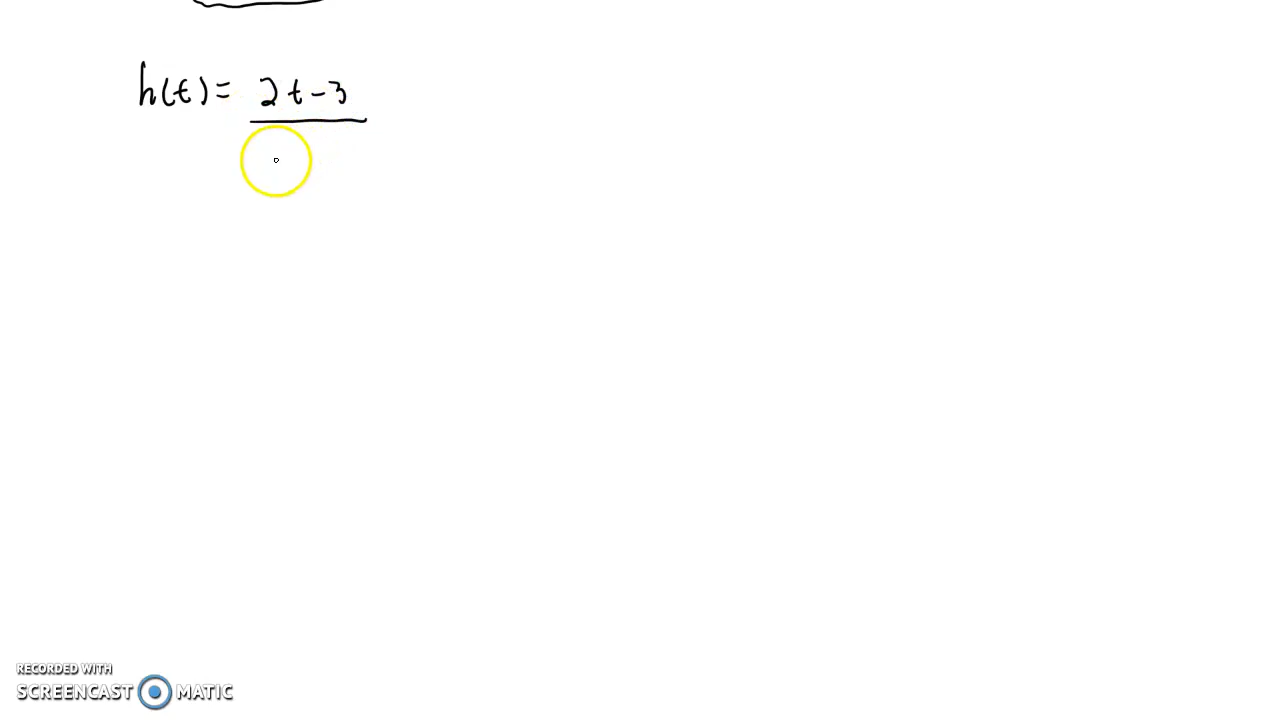 h(t) = 2t-3
RECORDED WITH
SCREENCAST MATIC